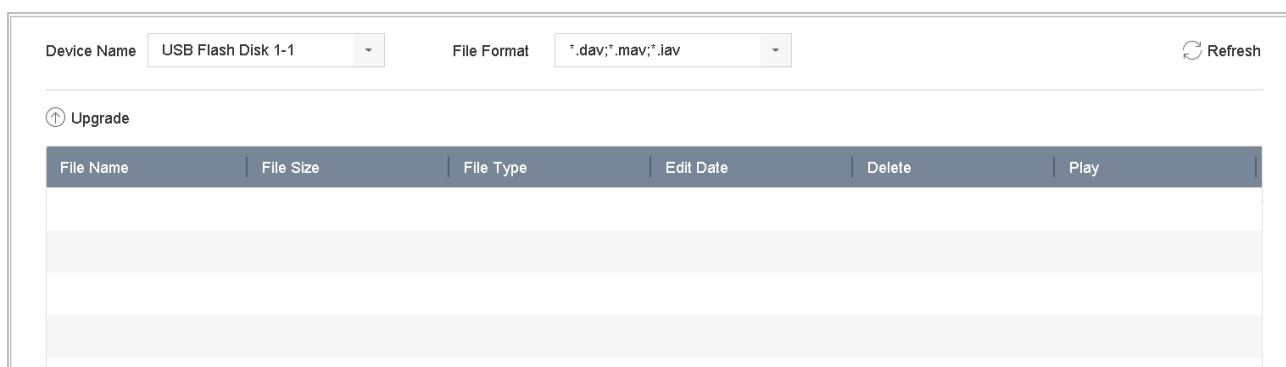 Device Name USB Flash Disk 1-1 File Format *.dav;*.mav;*.iav Refresh
Upgrade
File Name File Size File Type Edit Date Delete Play